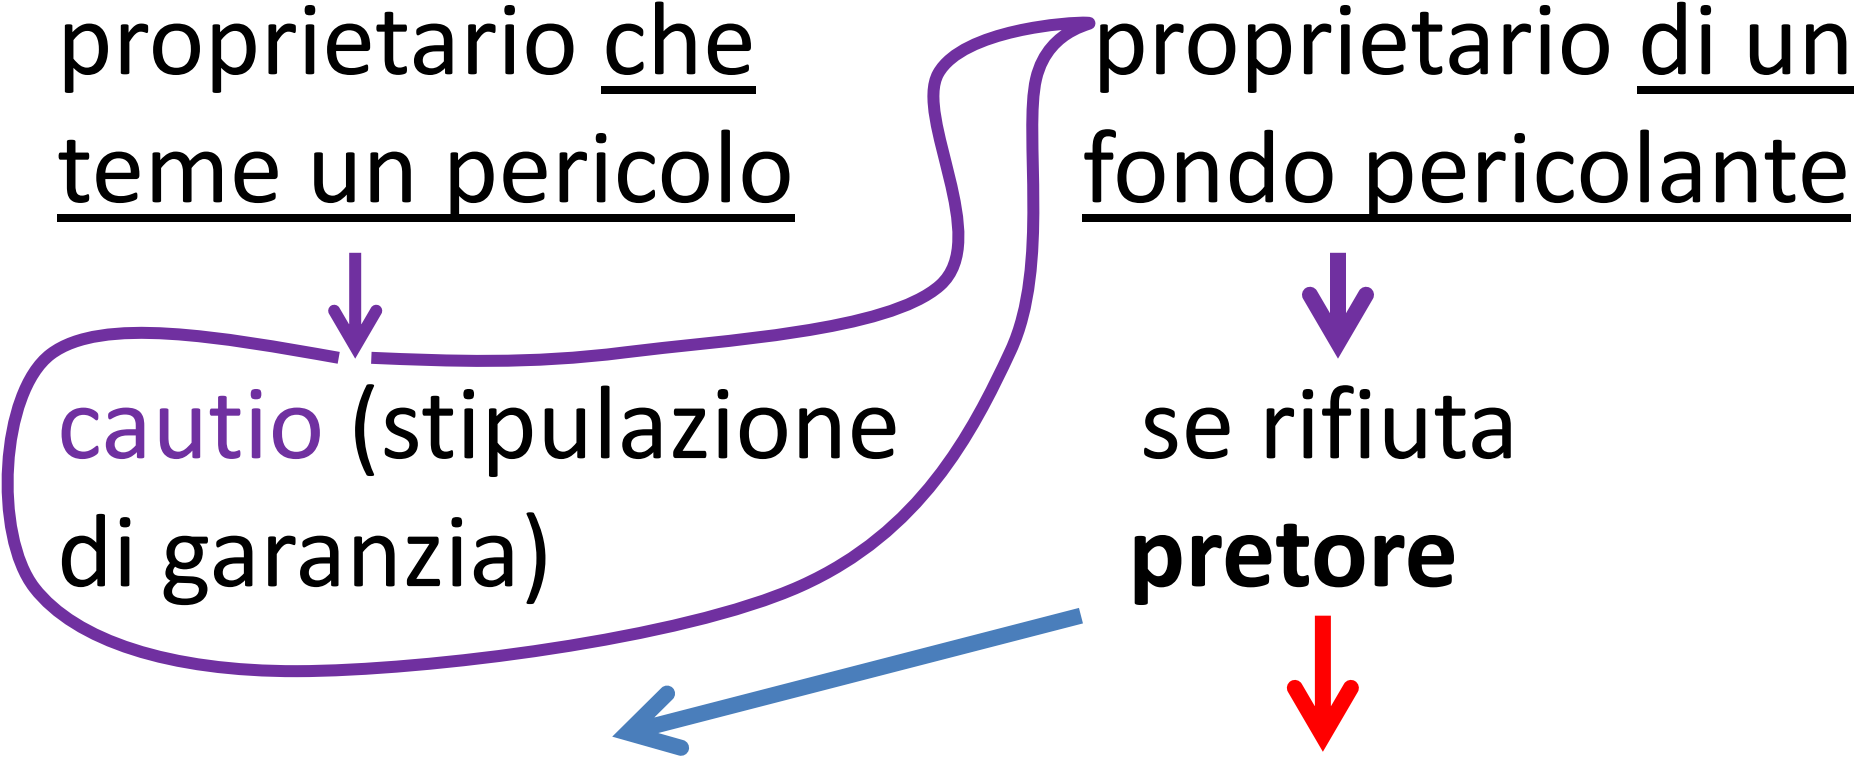 proprietario che
teme un pericolo
cautio (stipulazione
di garanzia)
proprietario di un
fondo pericolante
se rifiuta
pretore